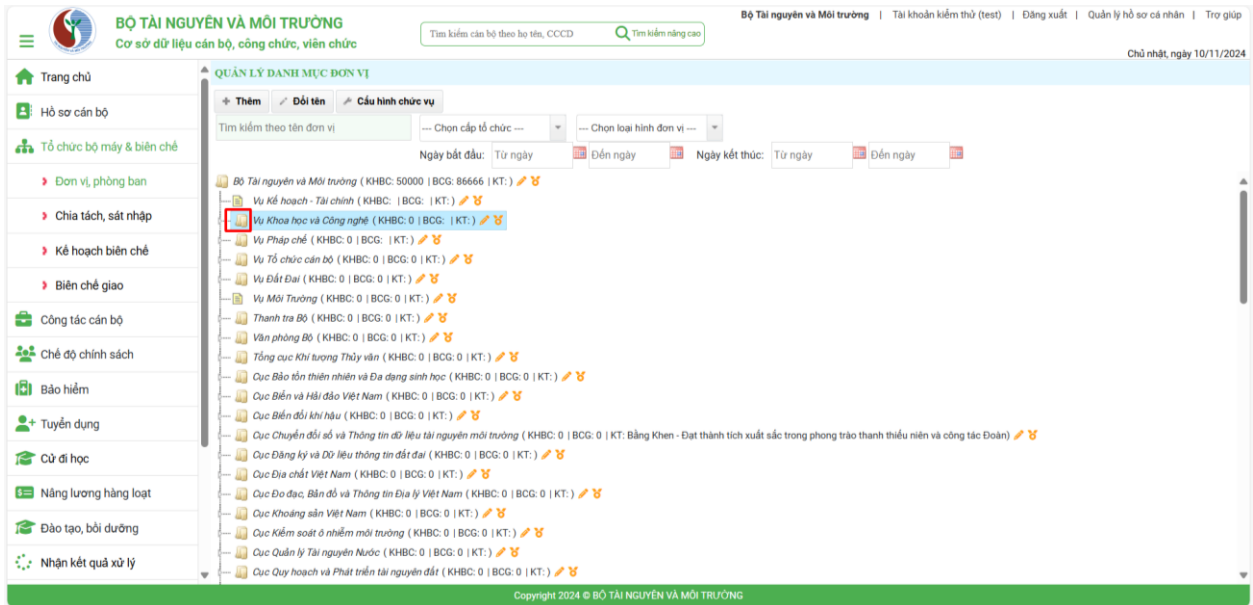 BỘ TÀI NGUYÊN VÀ MÔI TRƯỜNG
Cơ sở dữ liệu cán bộ, công chức, viên chức
Tìm kiếm cán bộ theo họ tên, CCCD
Tìm kiếm nâng cao
Bộ Tài nguyên và Môi trường | Tài khoản kiểm thử (test) | Đăng xuất | Quản lý hồ sơ cá nhân | Trợ giúp
Chủ nhật, ngày 10/11/2024
Trang chủ
Hồ sơ cán bộ
Tổ chức bộ máy & biên chế
Đơn vị, phòng ban
Chia tách, sát nhập
Kế hoạch biên chế
Biên chế giao
Công tác cán bộ
Chế độ chính sách
Bảo hiểm
Tuyển dụng
Cử đi học
Nâng lương hàng loạt
Đào tạo, bồi dưỡng
Nhận kết quả xử lý
QUẢN LÝ DANH MỤC ĐƠN VỊ
Thêm Đổi tên Cấu hình chức vụ
Tìm kiếm theo tên đơn vị --- Chọn cấp tổ chức --- --- Chọn loại hình đơn vị ---
Ngày bắt đầu: Từ ngày Đến ngày Ngày kết thúc: Từ ngày Đến ngày
Bộ Tài nguyên và Môi trường ( KHBC: 50000 | BCG: 86666 | KT: )
Vụ Kế hoạch - Tài chính ( KHBC: | BCG: | KT: )
Vụ Khoa học và Công nghệ ( KHBC: 0 | BCG: | KT: )
Vụ Pháp chế ( KHBC: 0 | BCG: | KT: )
Vụ Tổ chức cán bộ ( KHBC: 0 | BCG: 0 | KT: )
Vụ Đất Đai ( KHBC: 0 | BCG: 0 | KT: )
Vụ Môi Trường ( KHBC: 0 | BCG: 0 | KT: )
Thanh tra Bộ ( KHBC: 0 | BCG: 0 | KT: )
Văn phòng Bộ ( KHBC: 0 | BCG: 0 | KT: )
Tổng cục Khí tượng Thủy văn ( KHBC: 0 | BCG: 0 | KT: )
Cục Bảo tồn thiên nhiên và Đa dạng sinh học ( KHBC: 0 | BCG: 0 | KT: )
Cục Biển và Hải đảo Việt Nam ( KHBC: 0 | BCG: 0 | KT: )
Cục Biến đổi khí hậu ( KHBC: 0 | BCG: 0 | KT: )
Cục Chuyển đổi số và Thông tin dữ liệu tài nguyên môi trường ( KHBC: 0 | BCG: 0 | KT: Bằng Khen - Đạt thành tích xuất sắc trong phong trào thanh thiếu niên và công tác Đoàn)
Cục Đăng ký và Dữ liệu thông tin đất đai ( KHBC: 0 | BCG: 0 | KT: )
Cục Địa chất Việt Nam ( KHBC: 0 | BCG: 0 | KT: )
Cục Đo đạc, Bản đồ và Thông tin Địa lý Việt Nam ( KHBC: 0 | BCG: 0 | KT: )
Cục Khoáng sản Việt Nam ( KHBC: 0 | BCG: 0 | KT: )
Cục Kiểm soát ô nhiễm môi trường ( KHBC: 0 | BCG: 0 | KT: )
Cục Quản lý Tài nguyên Nước ( KHBC: 0 | BCG: 0 | KT: )
Cục Quy hoạch và Phát triển tài nguyên đất ( KHBC: 0 | BCG: 0 | KT: )
Copyright 2024 © BỘ TÀI NGUYÊN VÀ MÔI TRƯỜNG